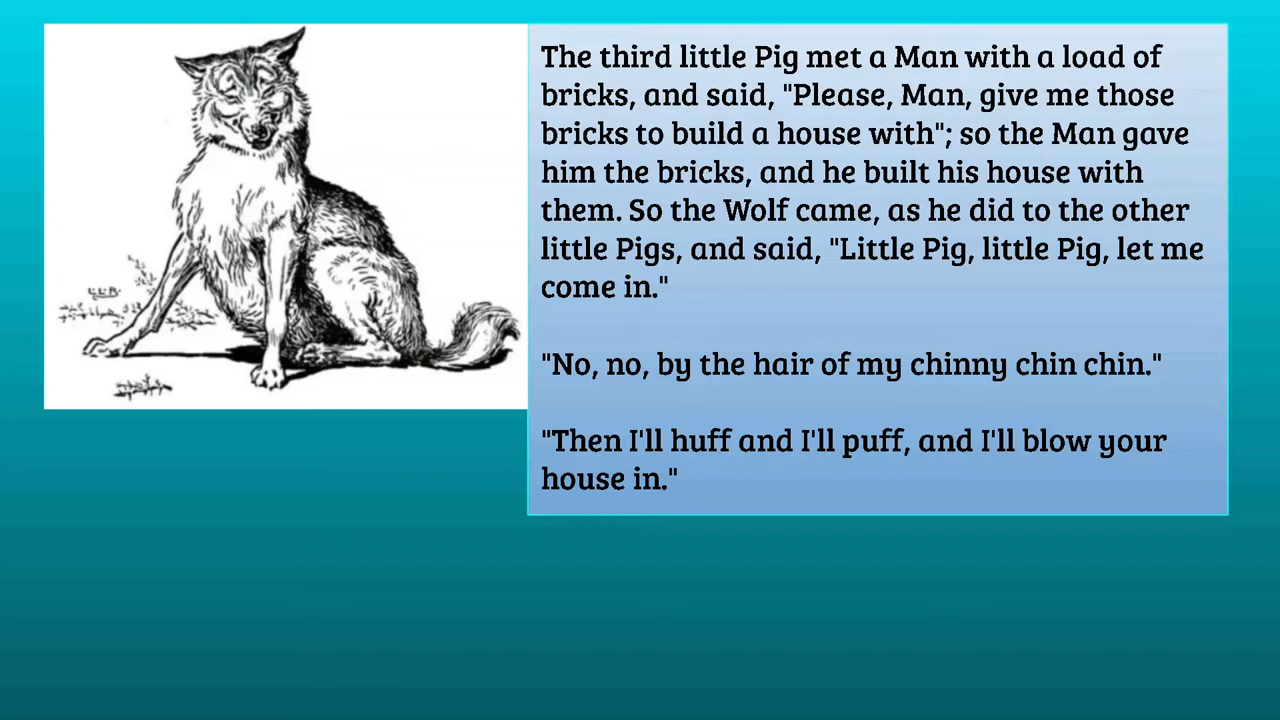 The third little Pig met a Man with a load of
bricks, and said, "Please, Man, give me those
bricks to build a house with"; so the Man gave
him the bricks, and he built his house with
them. So the Wolf came, as he did to the other
little Pigs, and said, "Little Pig, little Pig, let me
come in."
"No, no, by the hair of my chinny chin chin."
"Then I'll huff and I'll puff, and I'll blow your
house in."